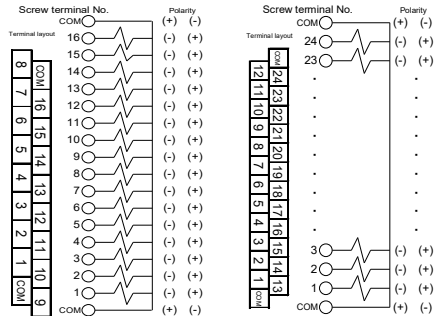 Screw terminal No. Polarity
COM (+) (-)
Terminal layout
16 (-) (+)
15 (-) (+)
14 (-) (+)
13 (-) (+)
12 (-) (+)
11 (-) (+)
10 (-) (+)
9 (-) (+)
8 (-) (+)
7 (-) (+)
6 (-) (+)
5 (-) (+)
4 (-) (+)
3 (-) (+)
2 (-) (+)
1 (-) (+)
COM (+) (-)
8 7 6 5 4 3 2 1 COM
COM 16 15 14 13 12 11 10 9
Screw terminal No. Polarity
COM (+) (-)
Terminal layout
24 (-) (+)
23 (-) (+)
3 (-) (+)
2 (-) (+)
1 (-) (+)
COM (+) (-)
12 11 10 9 8 7 6 5 4 3 2 1 COM
COM 24 23 22 21 20 19 18 17 16 15 14 13